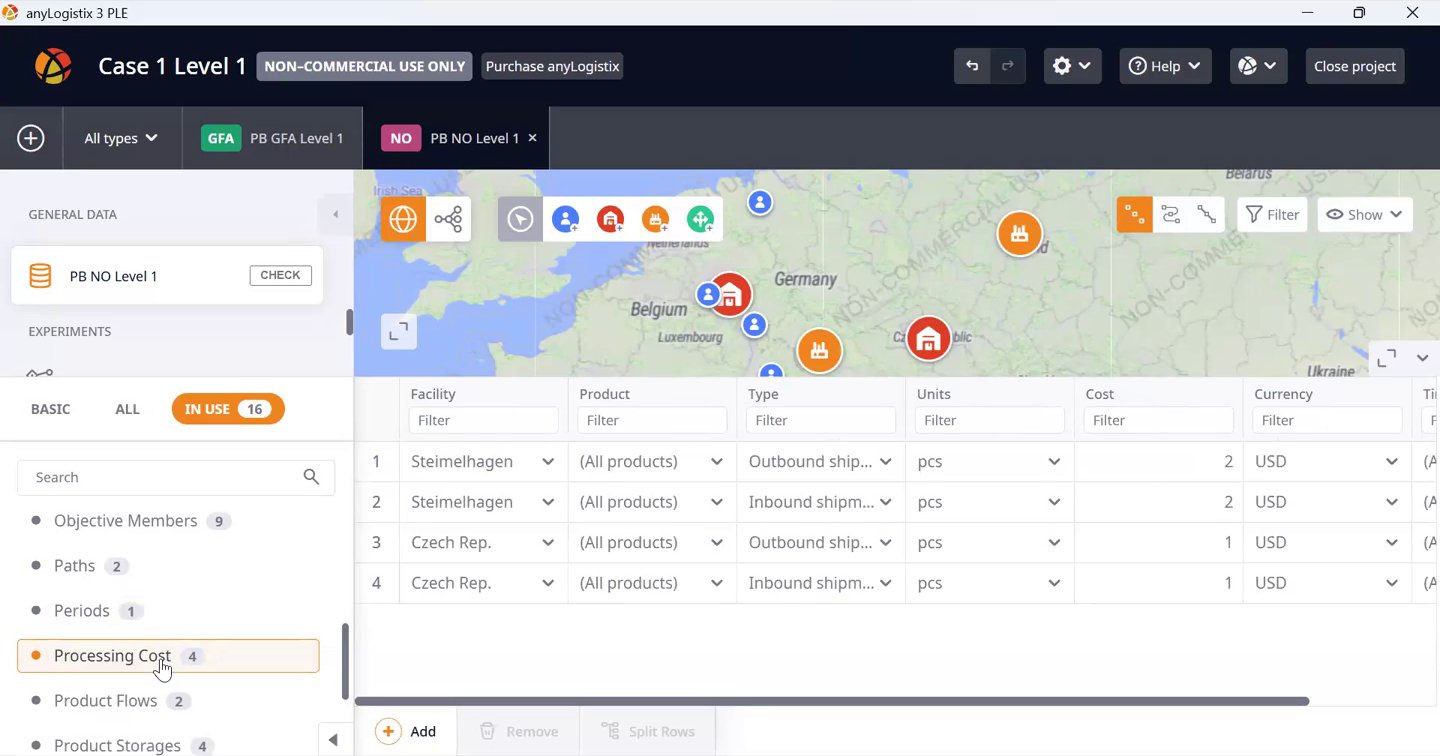 anyLogistix 3 PLE
Case 1 Level 1 NON-COMMERCIAL USE ONLY Purchase anyLogistix Help Close project
All types GFA PB GFA Level 1 NO PB NO Level 1 ×
GENERAL DATA
PB NO Level 1 CHECK
EXPERIMENTS
Irish Sea
Belarus
Filter Show
Netherlands
Germany
Belgium
Luxembourg
Ukraine
NON-COMMERCIAL USE
BASIC ALL IN USE 16
Search
Objective Members 9
Paths 2
Periods 1
Processing Cost 4
Product Flows 2
Product Storages 4
Facility Product Type Units Cost Currency Ti
Filter Filter Filter Filter Filter Filter F
1 Steimelhagen (All products) Outbound ship... pcs 2 USD (A
2 Steimelhagen (All products) Inbound shipm... pcs 2 USD (A
3 Czech Rep. (All products) Outbound ship... pcs 1 USD (A
4 Czech Rep. (All products) Inbound shipm... pcs 1 USD (A
Add Remove Split Rows